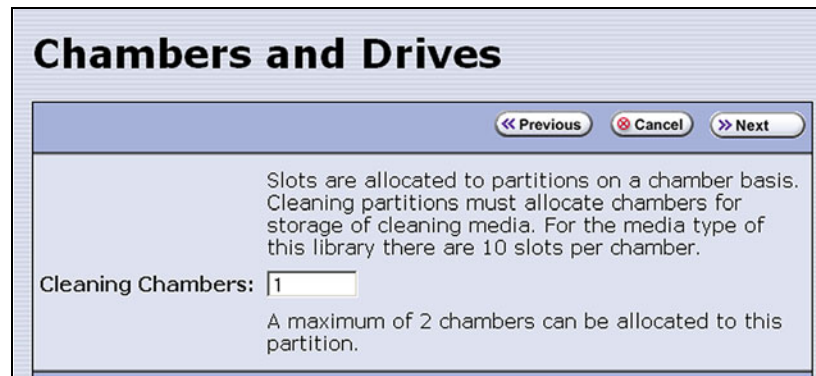 Chambers and Drives
Previous Cancel Next
Slots are allocated to partitions on a chamber basis.
Cleaning partitions must allocate chambers for
storage of cleaning media. For the media type of
this library there are 10 slots per chamber.
Cleaning Chambers: 1
A maximum of 2 chambers can be allocated to this
partition.